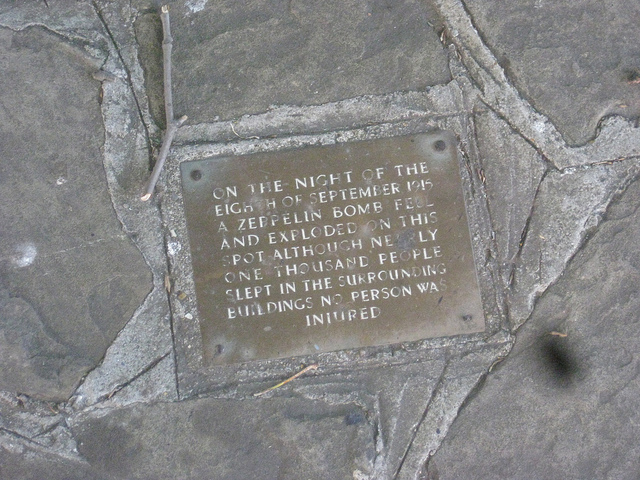 ON THE NIGHT OF THE
EIGHTH OF SEPTEMBER 1915
A ZEPPELIN BOMB FELL
AND EXPLODED ON THIS
SPOT ALTHOUGH NEARLY
ONE THOUSAND PEOPLE
SLEPT IN THE SURROUNDING
BUILDINGS NO PERSON WAS
INJURED